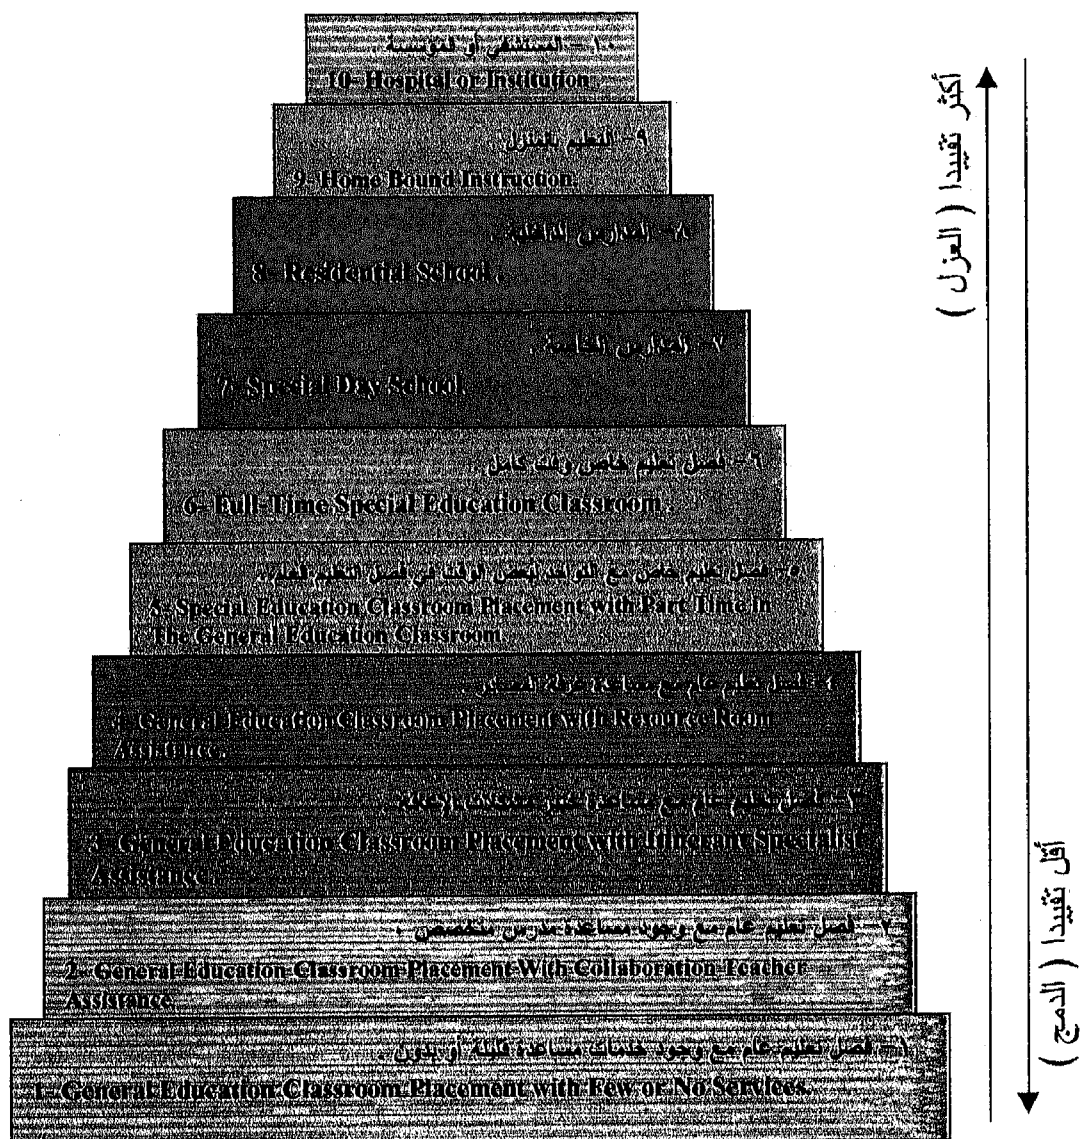 ١٠ – المستشفى أو المؤسسة .
10- Hospital or Institution.
٩ – التعليم بالمنزل .
9- Home Bound Instruction.
٨ – المدارس الداخلية .
8- Residential School .
٧ – المدارس الخاصة .
7- Special Day School.
٦ – فصل تعليم خاص وقت كامل .
6- Full-Time Special Education Classroom .
٥ – فصل تعليم خاص مع التواجد لبعض الوقت في فصل التعليم العام .
5- Special Education Classroom Placement with Part Time in
The General Education Classroom
٤ – فصل تعليم عام مع مساعدة غرفة المصادر .
4- General Education Classroom Placement with Resource Room
Assistance.
٣ – فصل تعليم عام مع مساعدة
3- General Education Classroom Placement with Itinerant Specialist
Assistance .
٢ – فصل تعليم عام مع وجود مساعدة مدرس متخصص .
2- General Education Classroom Placement With Collaboration Teacher
Assistance.
١ – فصل تعليم عام مع وجود خدمات مساعدة قليلة أو بدون .
1- General Education Classroom Placement with Few or No Services.
أكثر تقييدا ( العزل )
أقل تقييدا ( الدمج )